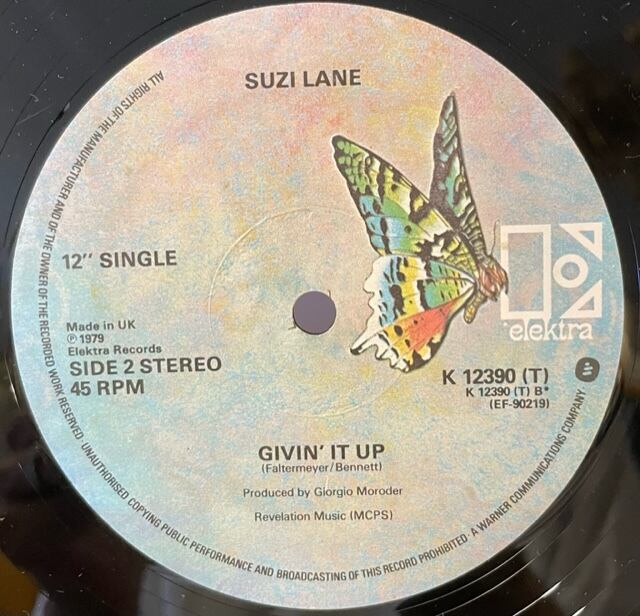 SUZI LANE
12" SINGLE
elektra
Made in UK
℗ 1979
Elektra Records
SIDE 2 STEREO
45 RPM
K 12390 (T)
K 12390 (T) B*
(EF-90219)
GIVIN' IT UP
(Faltermeyer/Bennett)
Produced by Giorgio Moroder
Revelation Music (MCPS)
ALL RIGHTS OF THE MANUFACTURER AND OF THE OWNER OF THE RECORDED WORK RESERVED · UNAUTHORISED COPYING PUBLIC PERFORMANCE AND BROADCASTING OF THIS RECORD PROHIBITED · A WARNER COMMUNICATIONS COMPANY